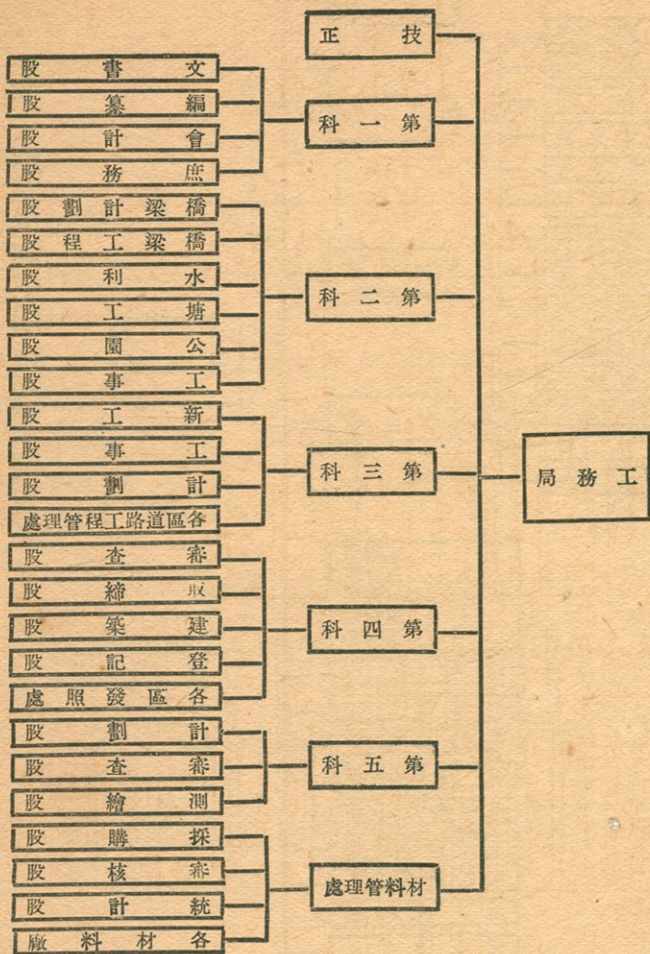 工務局
技正
第一科
文書股
編纂股
會計股
庶務股
第二科
橋梁計劃股
橋梁工程股
水利股
塘工股
公園股
工事股
第三科
新工股
工事股
計劃股
各區道路工程管理處
第四科
審查股
取締股
建築股
登記股
各區發照處
第五科
計劃股
審查股
測繪股
材料管理處
採購股
審核股
統計股
各材料廠